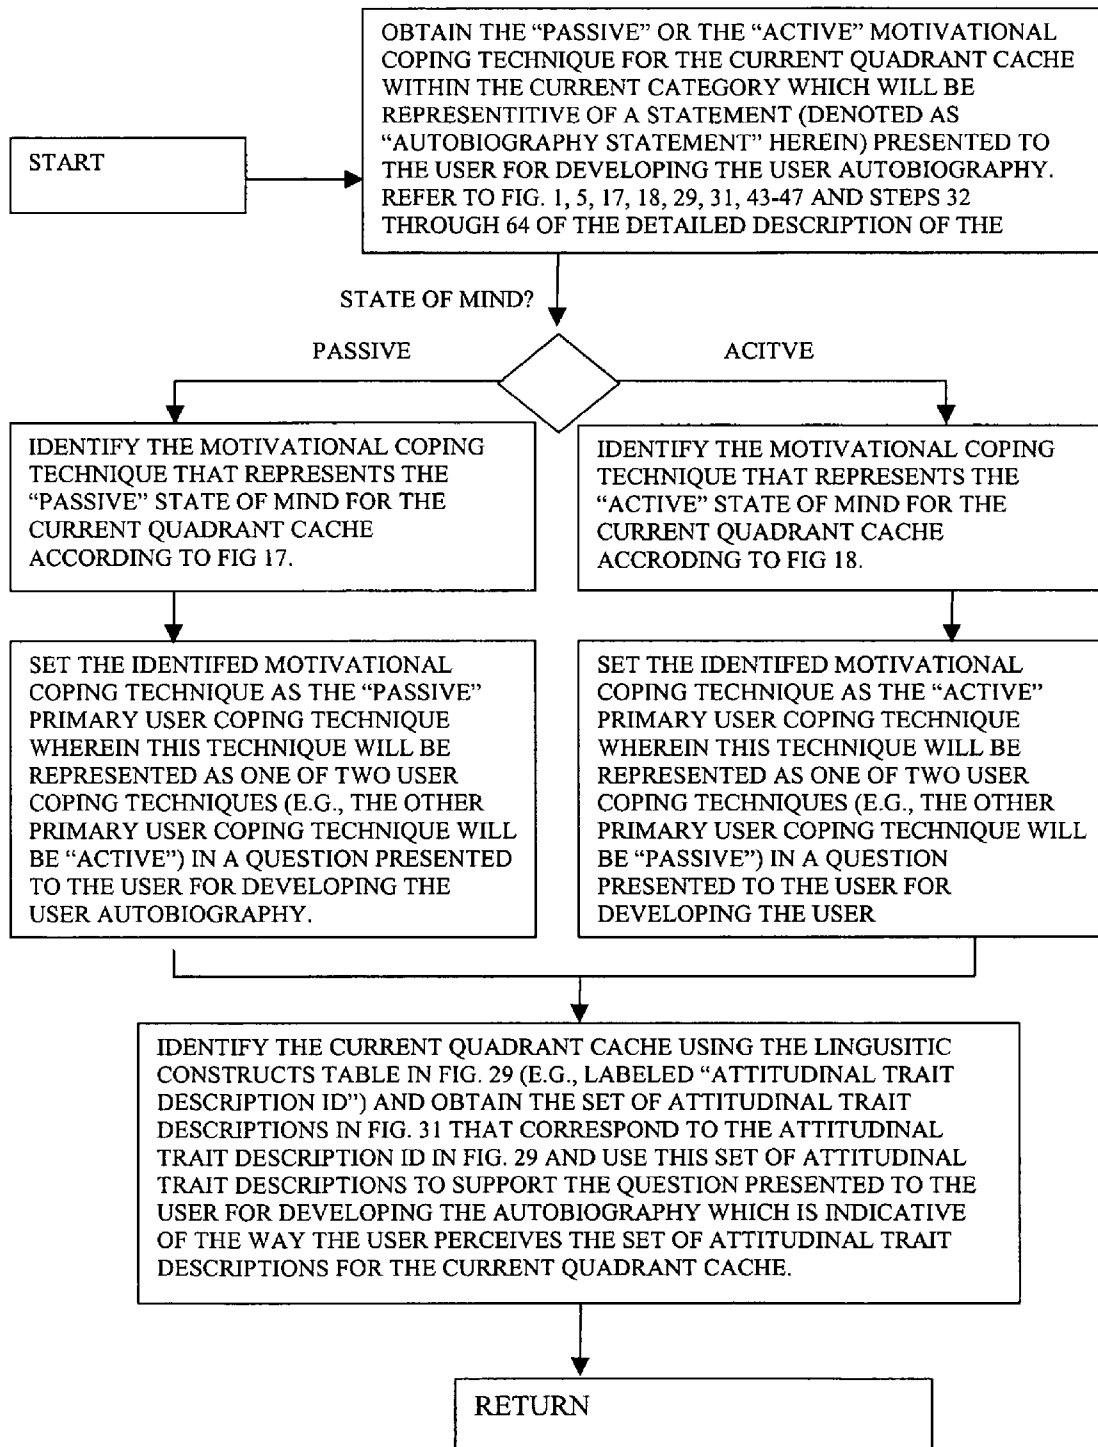 START
OBTAIN THE “PASSIVE” OR THE “ACTIVE” MOTIVATIONAL
COPING TECHNIQUE FOR THE CURRENT QUADRANT CACHE
WITHIN THE CURRENT CATEGORY WHICH WILL BE
REPRESENTITIVE OF A STATEMENT (DENOTED AS
“AUTOBIOGRAPHY STATEMENT” HEREIN) PRESENTED TO
THE USER FOR DEVELOPING THE USER AUTOBIOGRAPHY.
REFER TO FIG. 1, 5, 17, 18, 29, 31, 43-47 AND STEPS 32
THROUGH 64 OF THE DETAILED DESCRIPTION OF THE
STATE OF MIND?
PASSIVE
ACITVE
IDENTIFY THE MOTIVATIONAL COPING
TECHNIQUE THAT REPRESENTS THE
“PASSIVE” STATE OF MIND FOR THE
CURRENT QUADRANT CACHE
ACCORDING TO FIG 17.
IDENTIFY THE MOTIVATIONAL COPING
TECHNIQUE THAT REPRESENTS THE
“ACTIVE” STATE OF MIND FOR THE
CURRENT QUADRANT CACHE
ACCRODING TO FIG 18.
SET THE IDENTIFED MOTIVATIONAL
COPING TECHNIQUE AS THE “PASSIVE”
PRIMARY USER COPING TECHNIQUE
WHEREIN THIS TECHNIQUE WILL BE
REPRESENTED AS ONE OF TWO USER
COPING TECHNIQUES (E.G., THE OTHER
PRIMARY USER COPING TECHNIQUE WILL
BE “ACTIVE”) IN A QUESTION PRESENTED
TO THE USER FOR DEVELOPING THE
USER AUTOBIOGRAPHY.
SET THE IDENTIFED MOTIVATIONAL
COPING TECHNIQUE AS THE “ACTIVE”
PRIMARY USER COPING TECHNIQUE
WHEREIN THIS TECHNIQUE WILL BE
REPRESENTED AS ONE OF TWO USER
COPING TECHNIQUES (E.G., THE OTHER
PRIMARY USER COPING TECHNIQUE WILL
BE “PASSIVE”) IN A QUESTION
PRESENTED TO THE USER FOR
DEVELOPING THE USER
IDENTIFY THE CURRENT QUADRANT CACHE USING THE LINGUSITIC
CONSTRUCTS TABLE IN FIG. 29 (E.G., LABELED “ATTITUDINAL TRAIT
DESCRIPTION ID”) AND OBTAIN THE SET OF ATTITUDINAL TRAIT
DESCRIPTIONS IN FIG. 31 THAT CORRESPOND TO THE ATTITUDINAL
TRAIT DESCRIPTION ID IN FIG. 29 AND USE THIS SET OF ATTITUDINAL
TRAIT DESCRIPTIONS TO SUPPORT THE QUESTION PRESENTED TO THE
USER FOR DEVELOPING THE AUTOBIOGRAPHY WHICH IS INDICATIVE
OF THE WAY THE USER PERCEIVES THE SET OF ATTITUDINAL TRAIT
DESCRIPTIONS FOR THE CURRENT QUADRANT CACHE.
RETURN